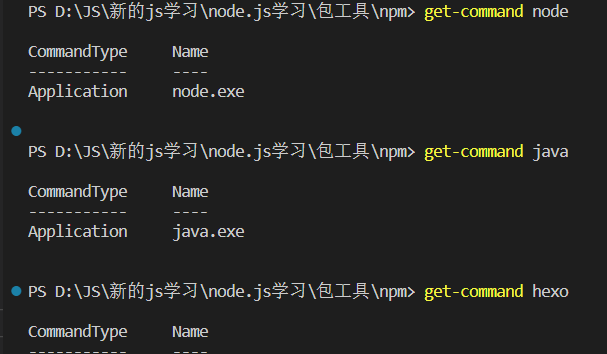 PS D:\JS\新的js学习\node.js学习\包工具\npm> get-command node
CommandType     Name
-----------     ----
Application     node.exe
PS D:\JS\新的js学习\node.js学习\包工具\npm> get-command java
CommandType     Name
-----------     ----
Application     java.exe
PS D:\JS\新的js学习\node.js学习\包工具\npm> get-command hexo
CommandType     Name
-----------     ----